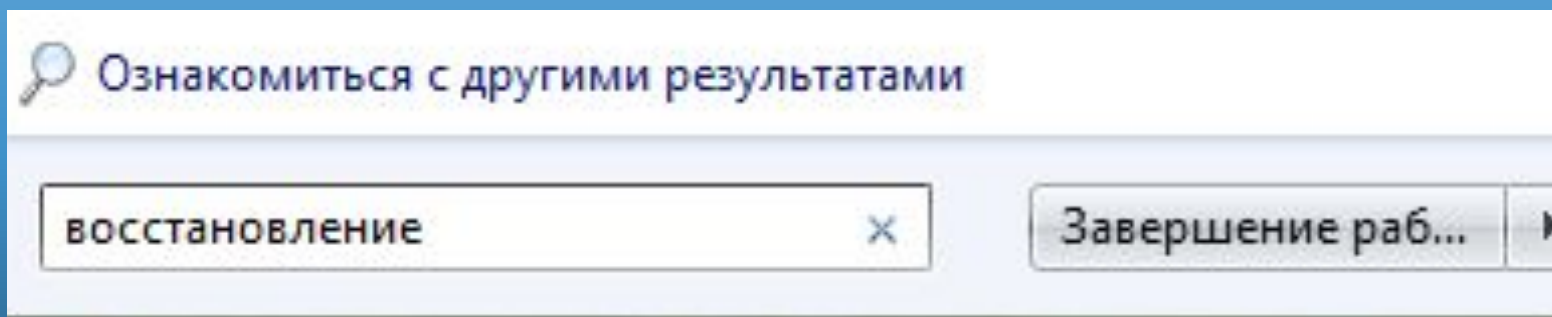 Ознакомиться с другими результатами
восстановление
Завершение раб...